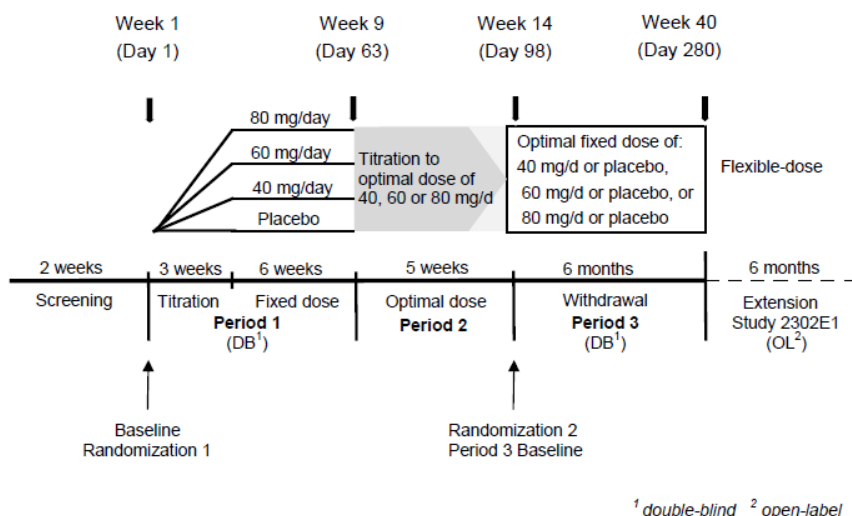 Week 1
(Day 1)
Week 9
(Day 63)
Week 14
(Day 98)
Week 40
(Day 280)
80 mg/day
60 mg/day
40 mg/day
Placebo
Titration to
optimal dose of
40, 60 or 80 mg/d
Optimal fixed dose of:
40 mg/d or placebo,
60 mg/d or placebo, or
80 mg/d or placebo
Flexible-dose
2 weeks
3 weeks
6 weeks
5 weeks
6 months
6 months
Screening
Titration
Fixed dose
Period 1
(DB¹)
Optimal dose
Period 2
Withdrawal
Period 3
(DB¹)
Extension
Study 2302E1
(OL²)
Baseline
Randomization 1
Randomization 2
Period 3 Baseline
¹ double-blind ² open-label